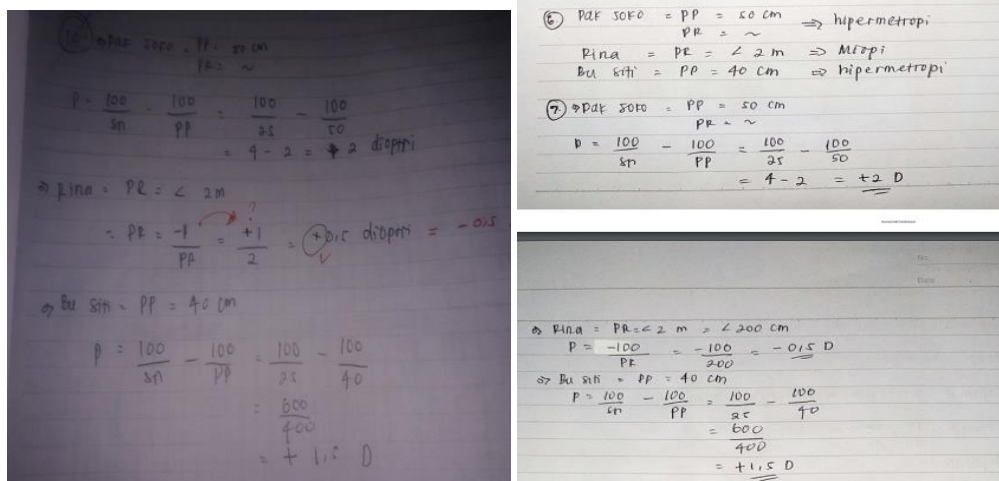 10. → Pak soko = PP = 50 cm
PR = ~
P = 100/sn - 100/PP = 100/25 - 100/50
= 4 - 2 = + 2 dioptri
→ Rina = PR = < 2m
?
= PR = -1/PR = +1/2 = +0,5 dioptri = - 0,5
→ Bu siti = PP = 40 cm
P = 100/sn - 100/PP = 100/25 - 100/40
= 600/400
= + 1,5 D
6. Pak soko = PP = 50 cm ⇒ hipermetropi
PR = ~
Rina = PR = < 2 m ⇒ Miopi
Bu siti = PP = 40 cm ⇒ hipermetropi
7. → Pak soko = PP = 50 cm
PR = ~
P = 100/sn - 100/PP = 100/25 - 100/50
= 4 - 2 = +2 D
No.
Date
→ Rina = PR = < 2 m = < 200 cm
P = -100/PR = -100/200 = - 0,5 D
→ Bu siti = PP = 40 cm
P = 100/sn - 100/PP = 100/25 - 100/40
= 600/400
= +1,5 D